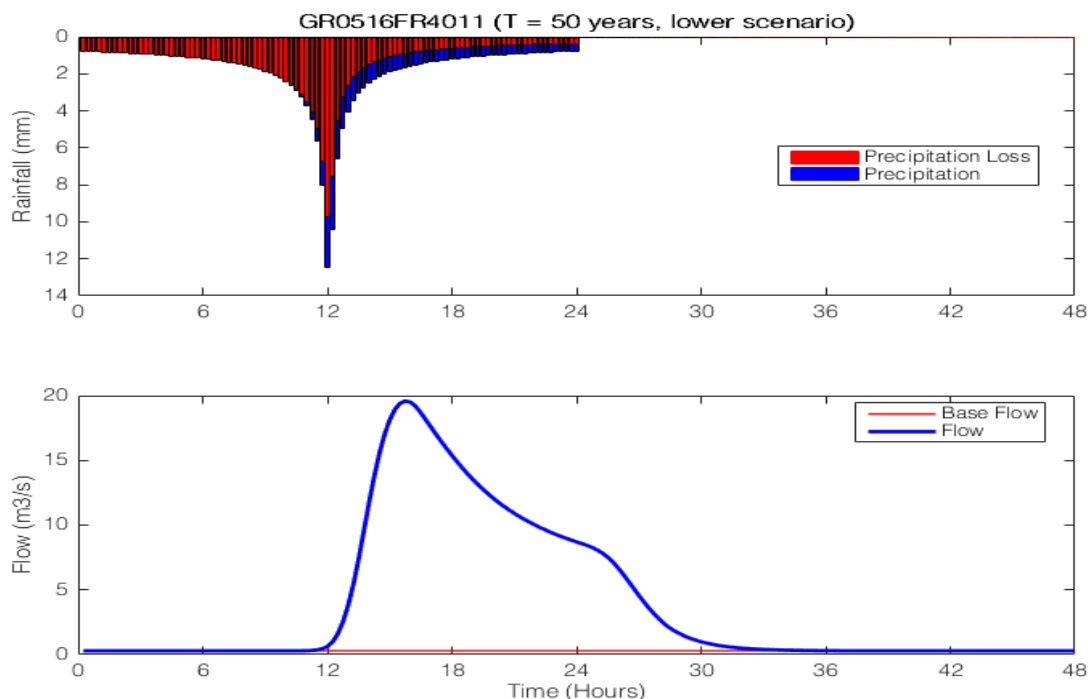 GR0516FR4011 (T = 50 years, lower scenario)
0
2
4
6
8
10
12
14
Rainfall (mm)
Precipitation Loss
Precipitation
0 6 12 18 24 30 36 42 48
20
15
10
5
0
Flow (m3/s)
Base Flow
Flow
0 6 12 18 24 30 36 42 48
Time (Hours)